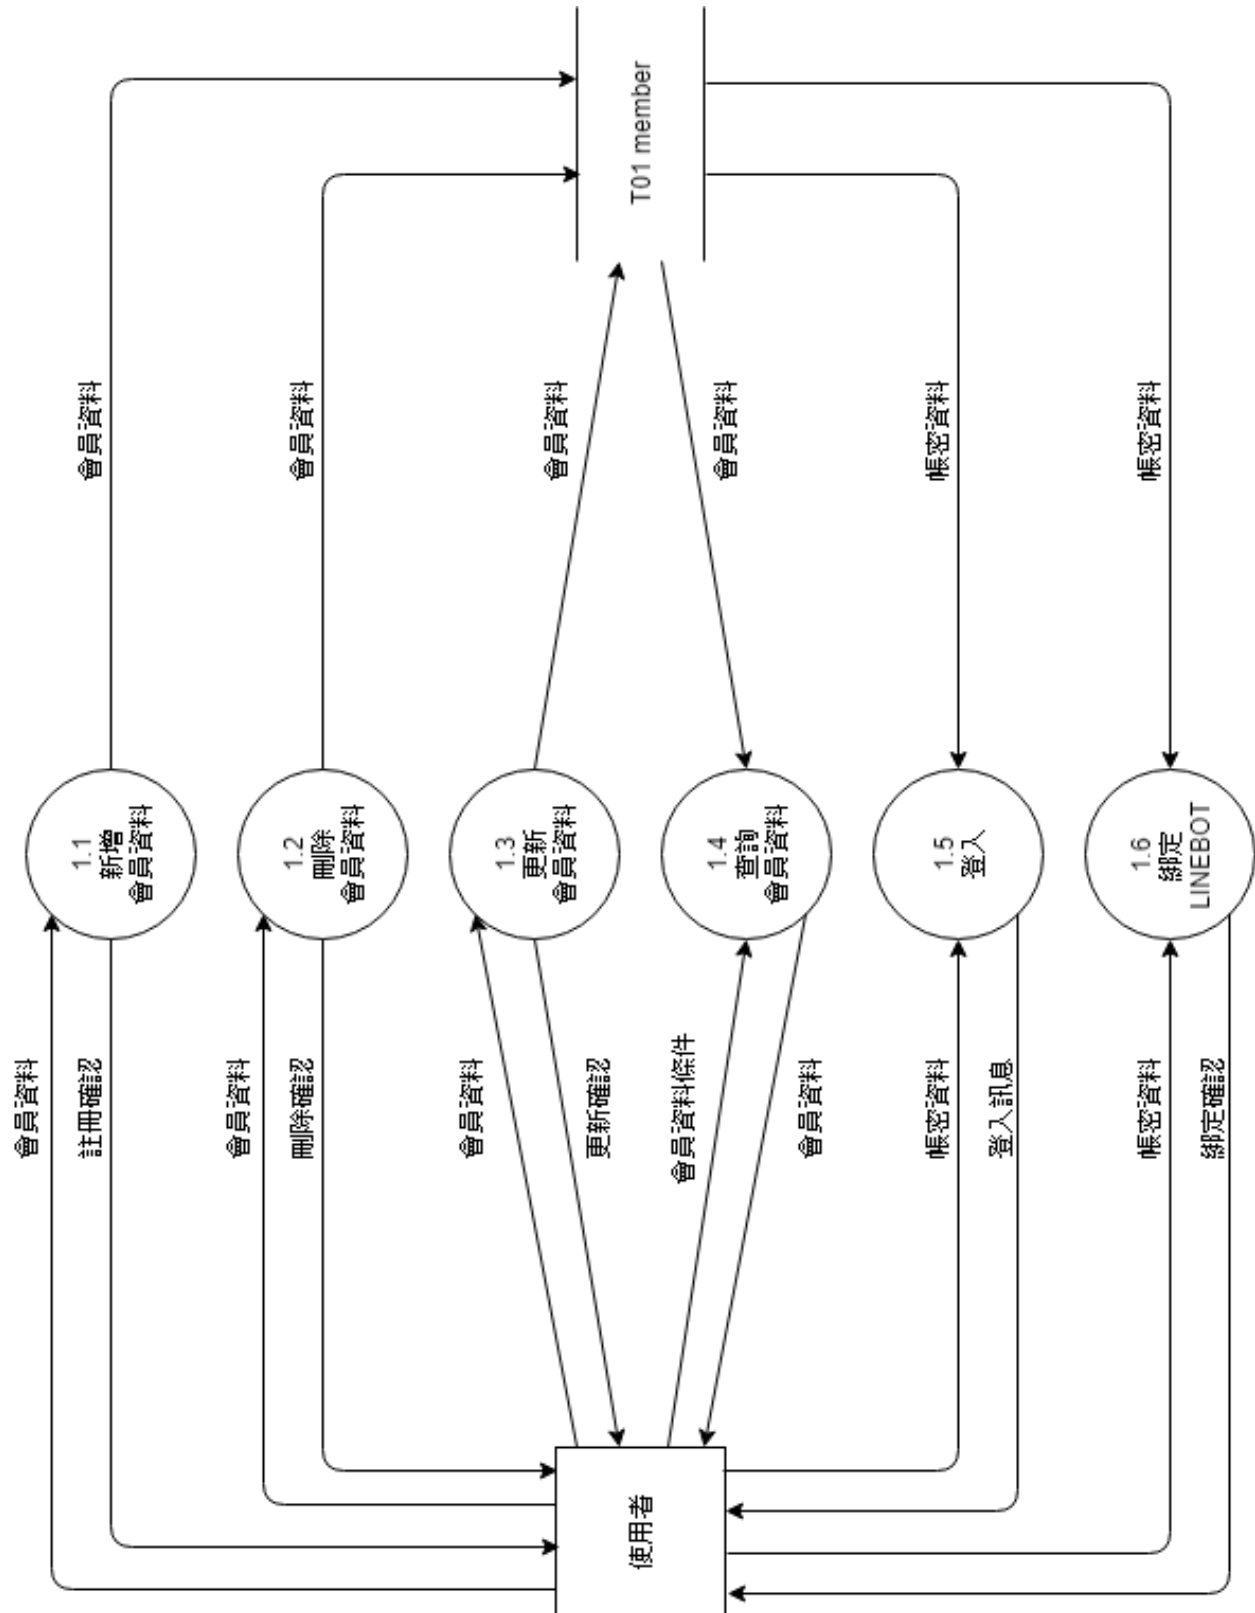 會員資料
註冊確認
1.1
新增
會員資料
會員資料
會員資料
刪除確認
1.2
刪除
會員資料
會員資料
會員資料
更新確認
1.3
更新
會員資料
會員資料
使用者
T01 member
會員資料條件
會員資料
1.4
查詢
會員資料
會員資料
帳密資料
登入訊息
1.5
登入
帳密資料
帳密資料
綁定確認
1.6
綁定
LINEBOT
帳密資料